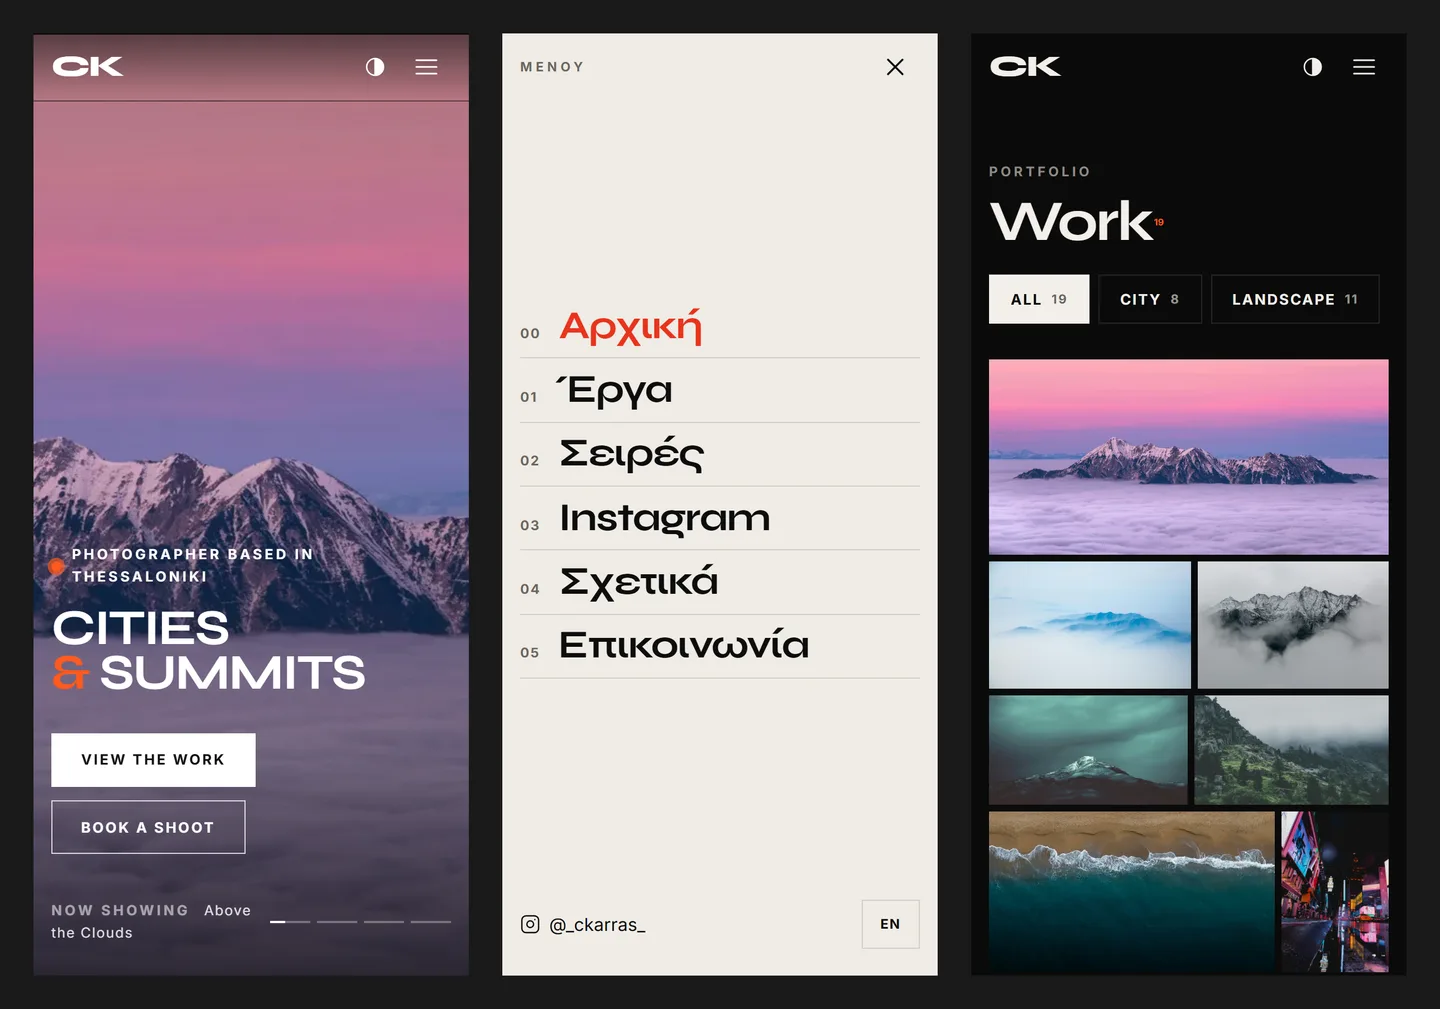 CK
PHOTOGRAPHER BASED IN
THESSALONIKI
CITIES
& SUMMITS
VIEW THE WORK
BOOK A SHOOT
NOW SHOWING Above
the Clouds
ΜΕΝΟΥ
00 Αρχική
01 Έργα
02 Σειρές
03 Instagram
04 Σχετικά
05 Επικοινωνία
@_ckarras_
EN
CK
PORTFOLIO
Work 19
ALL 19 CITY 8 LANDSCAPE 11